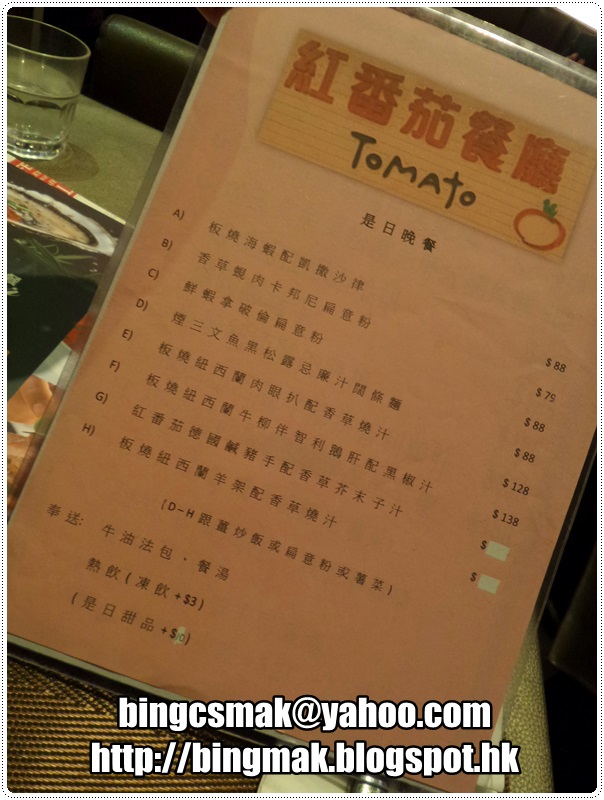 紅番茄餐廳
TOMATO
是日晚餐
A) 板燒海蝦配凱撒沙律 $88
B) 香草蜆肉卡邦尼扁意粉 $79
C) 鮮蝦拿破倫扁意粉 $88
D) 煙三文魚黑松露忌廉汁闊條麵 $88
E) 板燒紐西蘭肉眼扒配香草燒汁 $128
F) 板燒紐西蘭牛柳伴智利鵝肝配黑椒汁 $138
G) 紅番茄德國鹹豬手配香草芥末子汁 $
H) 板燒紐西蘭羊架配香草燒汁 $
(D-H跟薑炒飯或扁意粉或薯菜)
奉送: 牛油法包、餐湯
熱飲(凍飲+$3)
(是日甜品+$10)
bingcsmak@yahoo.com
http://bingmak.blogspot.hk